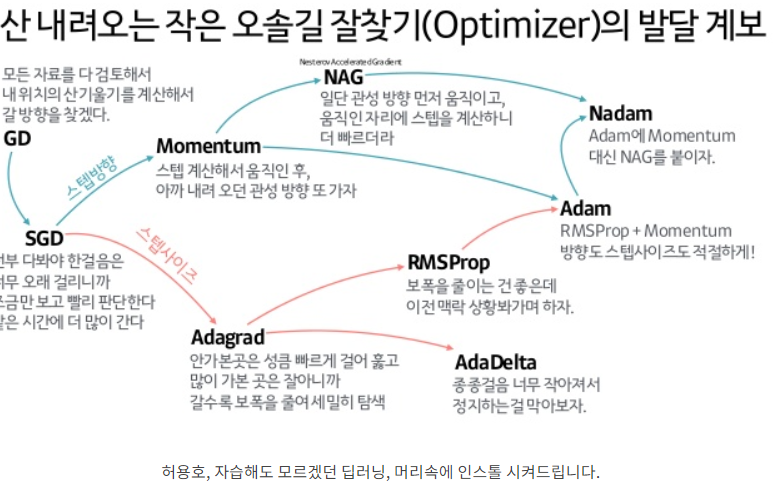 산 내려오는 작은 오솔길 잘찾기(Optimizer)의 발달 계보
모든 자료를 다 검토해서
내 위치의 산기울기를 계산해서
갈 방향을 찾겠다.
GD
스텝방향
Momentum
스텝 계산해서 움직인 후,
아까 내려 오던 관성 방향 또 가자
Nesterov Accelerated Gradient
NAG
일단 관성 방향 먼저 움직이고,
움직인 자리에 스텝을 계산하니
더 빠르더라
Nadam
Adam에 Momentum
대신 NAG를 붙이자.
Adam
RMSProp + Momentum
방향도 스텝사이즈도 적절하게!
SGD
다봐야 한걸음은
오래 걸리니까
보고 빨리 판단한다
시간에 더 많이 간다
스텝사이즈
RMSProp
보폭을 줄이는 건 좋은데
이전 맥락 상황봐가며 하자.
Adagrad
안가본곳은 성큼 빠르게 걸어 훓고
많이 가본 곳은 잘아니까
갈수록 보폭을 줄여 세밀히 탐색
AdaDelta
종종걸음 너무 작아져서
정지하는걸 막아보자.
허용호, 자습해도 모르겠던 딥러닝, 머리속에 인스톨 시켜드립니다.